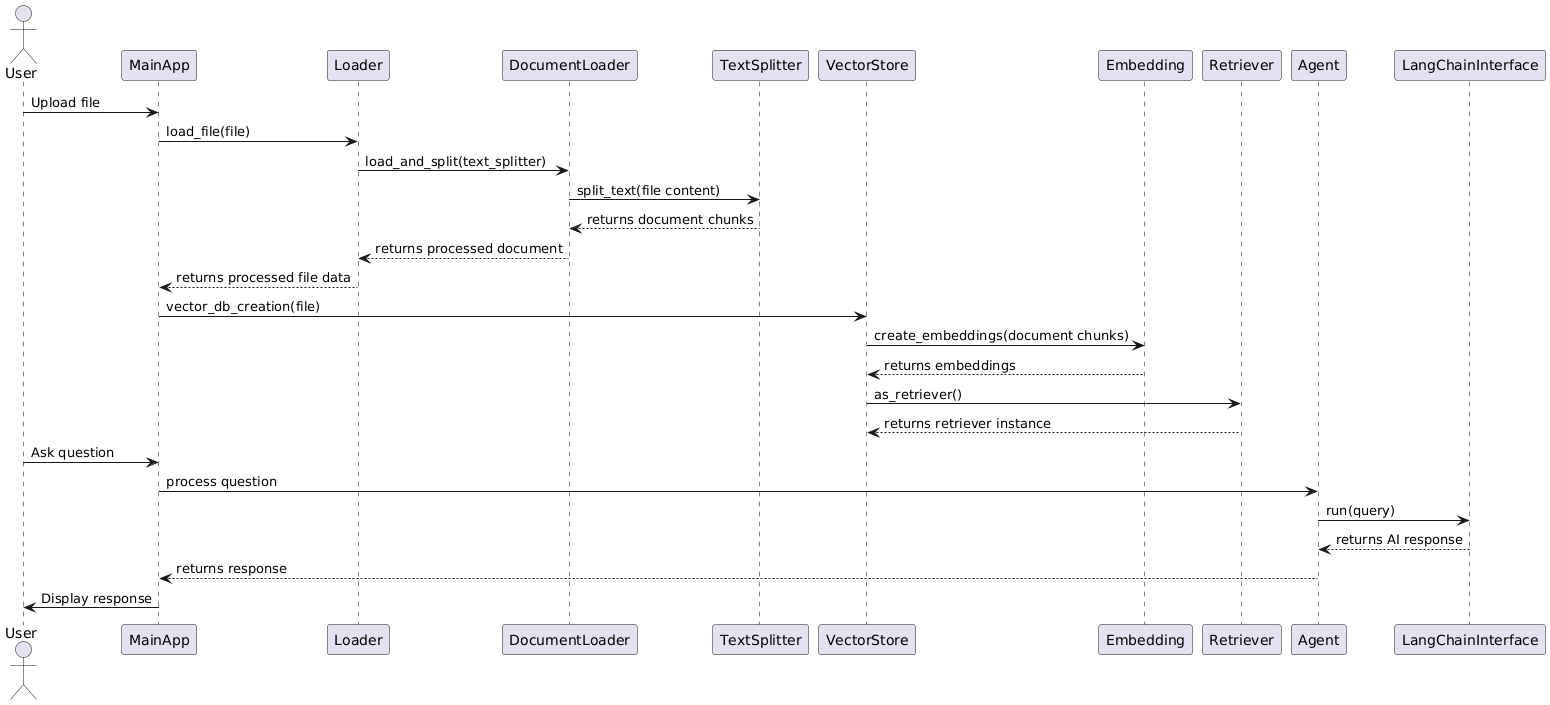 User
MainApp
Loader
DocumentLoader
TextSplitter
VectorStore
Embedding
Retriever
Agent
LangChainInterface
Upload file
load_file(file)
load_and_split(text_splitter)
split_text(file content)
returns document chunks
returns processed document
returns processed file data
vector_db_creation(file)
create_embeddings(document chunks)
returns embeddings
as_retriever()
returns retriever instance
Ask question
process question
run(query)
returns AI response
returns response
Display response
User
MainApp
Loader
DocumentLoader
TextSplitter
VectorStore
Embedding
Retriever
Agent
LangChainInterface